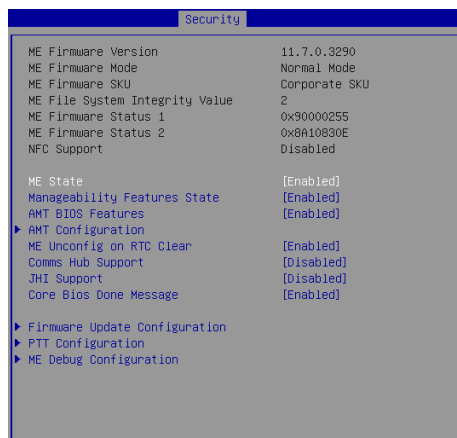 Security
ME Firmware Version 11.7.0.3290
ME Firmware Mode Normal Mode
ME Firmware SKU Corporate SKU
ME File System Integrity Value 2
ME Firmware Status 1 0x90000255
ME Firmware Status 2 0x8A10830E
NFC Support Disabled
ME State [Enabled]
Manageability Features State [Enabled]
AMT BIOS Features [Enabled]
AMT Configuration
ME Unconfig on RTC Clear [Enabled]
Comms Hub Support [Disabled]
JHI Support [Disabled]
Core Bios Done Message [Enabled]
Firmware Update Configuration
PTT Configuration
ME Debug Configuration